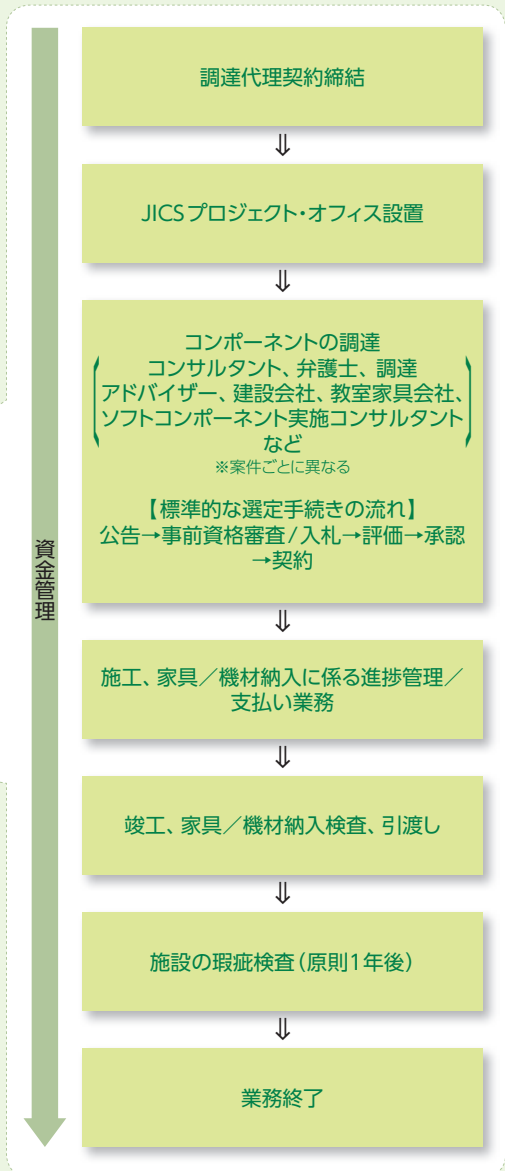 資金管理
調達代理契約締結
⇓
JICSプロジェクト・オフィス設置
⇓
コンポーネントの調達
コンサルタント、弁護士、調達
アドバイザー、建設会社、教室家具会社、
ソフトコンポーネント実施コンサルタント
など
※案件ごとに異なる
【標準的な選定手続きの流れ】
公告→事前資格審査/入札→評価→承認
→契約
⇓
施工、家具／機材納入に係る進捗管理／
支払い業務
⇓
竣工、家具／機材納入検査、引渡し
⇓
施設の瑕疵検査（原則1年後）
⇓
業務終了